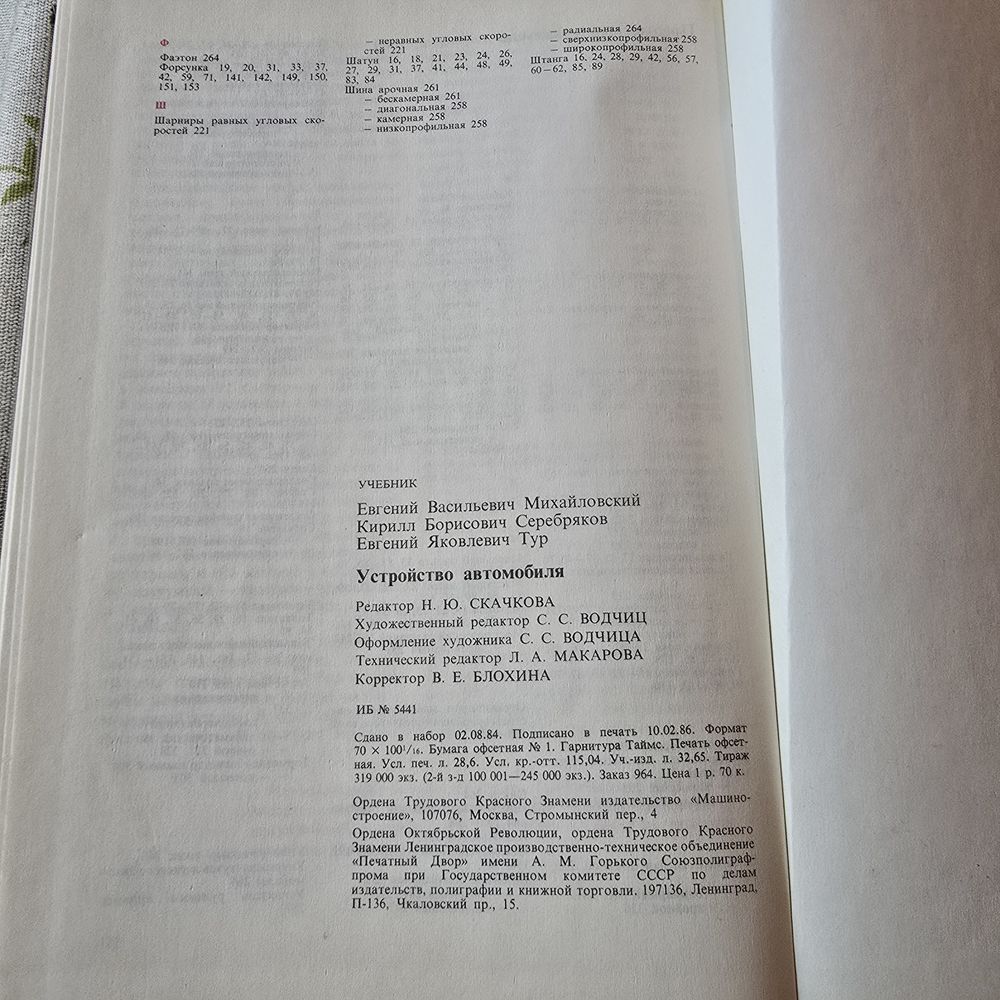 Ф
Фаэтон 264
Форсунка 19, 20, 31, 33, 37,
42, 59, 71, 141, 142, 149, 150,
151, 153
Ш
Шарниры равных угловых ско-
ростей 221
— неравных угловых скоро-
стей 221
Шатун 16, 18, 21, 23, 24, 26,
27, 29, 31, 37, 41, 44, 48, 49,
83, 84
Шина арочная 261
— бескамерная 261
— диагональная 258
— камерная 258
— низкопрофильная 258
— радиальная 264
— сверхнизкопрофильная 258
— широкопрофильная 258
Штанга 16, 24, 28, 29, 42, 56, 57,
60—62, 85, 89
УЧЕБНИК
Евгений Васильевич Михайловский
Кирилл Борисович Серебряков
Евгений Яковлевич Тур
Устройство автомобиля
Редактор Н. Ю. СКАЧКОВА
Художественный редактор С. С. ВОДЧИЦ
Оформление художника С. С. ВОДЧИЦА
Технический редактор Л. А. МАКАРОВА
Корректор В. Е. БЛОХИНА
ИБ № 5441
Сдано в набор 02.08.84. Подписано в печать 10.02.86. Формат
70 × 100¹/₁₆. Бумага офсетная № 1. Гарнитура Таймс. Печать офсет-
ная. Усл. печ. л. 28,6. Усл. кр.-отт. 115,04. Уч.-изд. л. 32,65. Тираж
319 000 экз. (2-й з-д 100 001—245 000 экз.). Заказ 964. Цена 1 р. 70 к.
Ордена Трудового Красного Знамени издательство «Машино-
строение», 107076, Москва, Стромынский пер., 4
Ордена Октябрьской Революции, ордена Трудового Красного
Знамени Ленинградское производственно-техническое объединение
«Печатный Двор» имени А. М. Горького Союзполиграф-
прома при Государственном комитете СССР по делам
издательств, полиграфии и книжной торговли. 197136, Ленинград,
П-136, Чкаловский пр., 15.